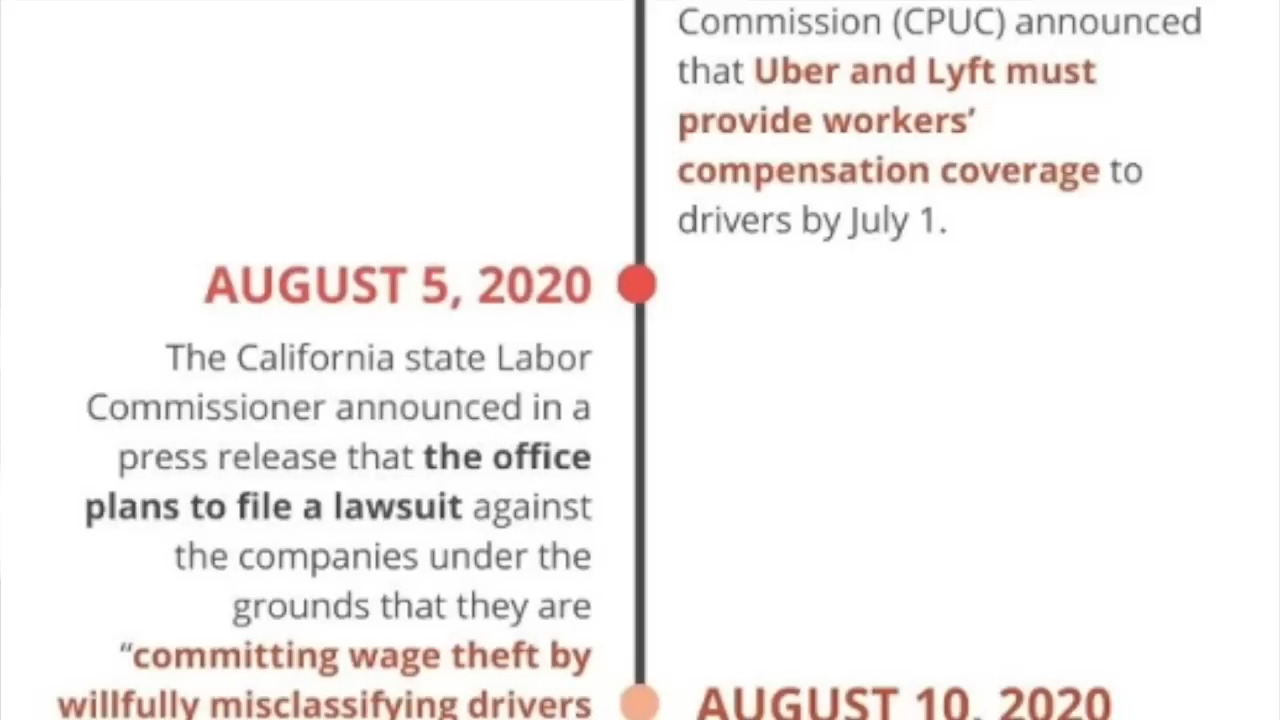 Commission (CPUC) announced
that Uber and Lyft must
provide workers’
compensation coverage to
drivers by July 1.
AUGUST 5, 2020
The California state Labor
Commissioner announced in a
press release that the office
plans to file a lawsuit against
the companies under the
grounds that they are
“committing wage theft by
willfully misclassifying drivers
AUGUST 10, 2020